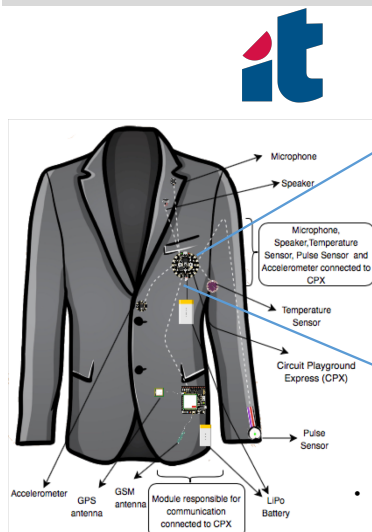 it
Microphone
Speaker
Microphone,
Speaker,Temperature
Sensor, Pulse Sensor and
Accelerometer connected to
CPX
Temperature
Sensor
Circuit Playground
Express (CPX)
Pulse
Sensor
Accelerometer
GPS
antenna
GSM
antenna
Module responsible for
communication
connected to CPX
LiPo
Battery